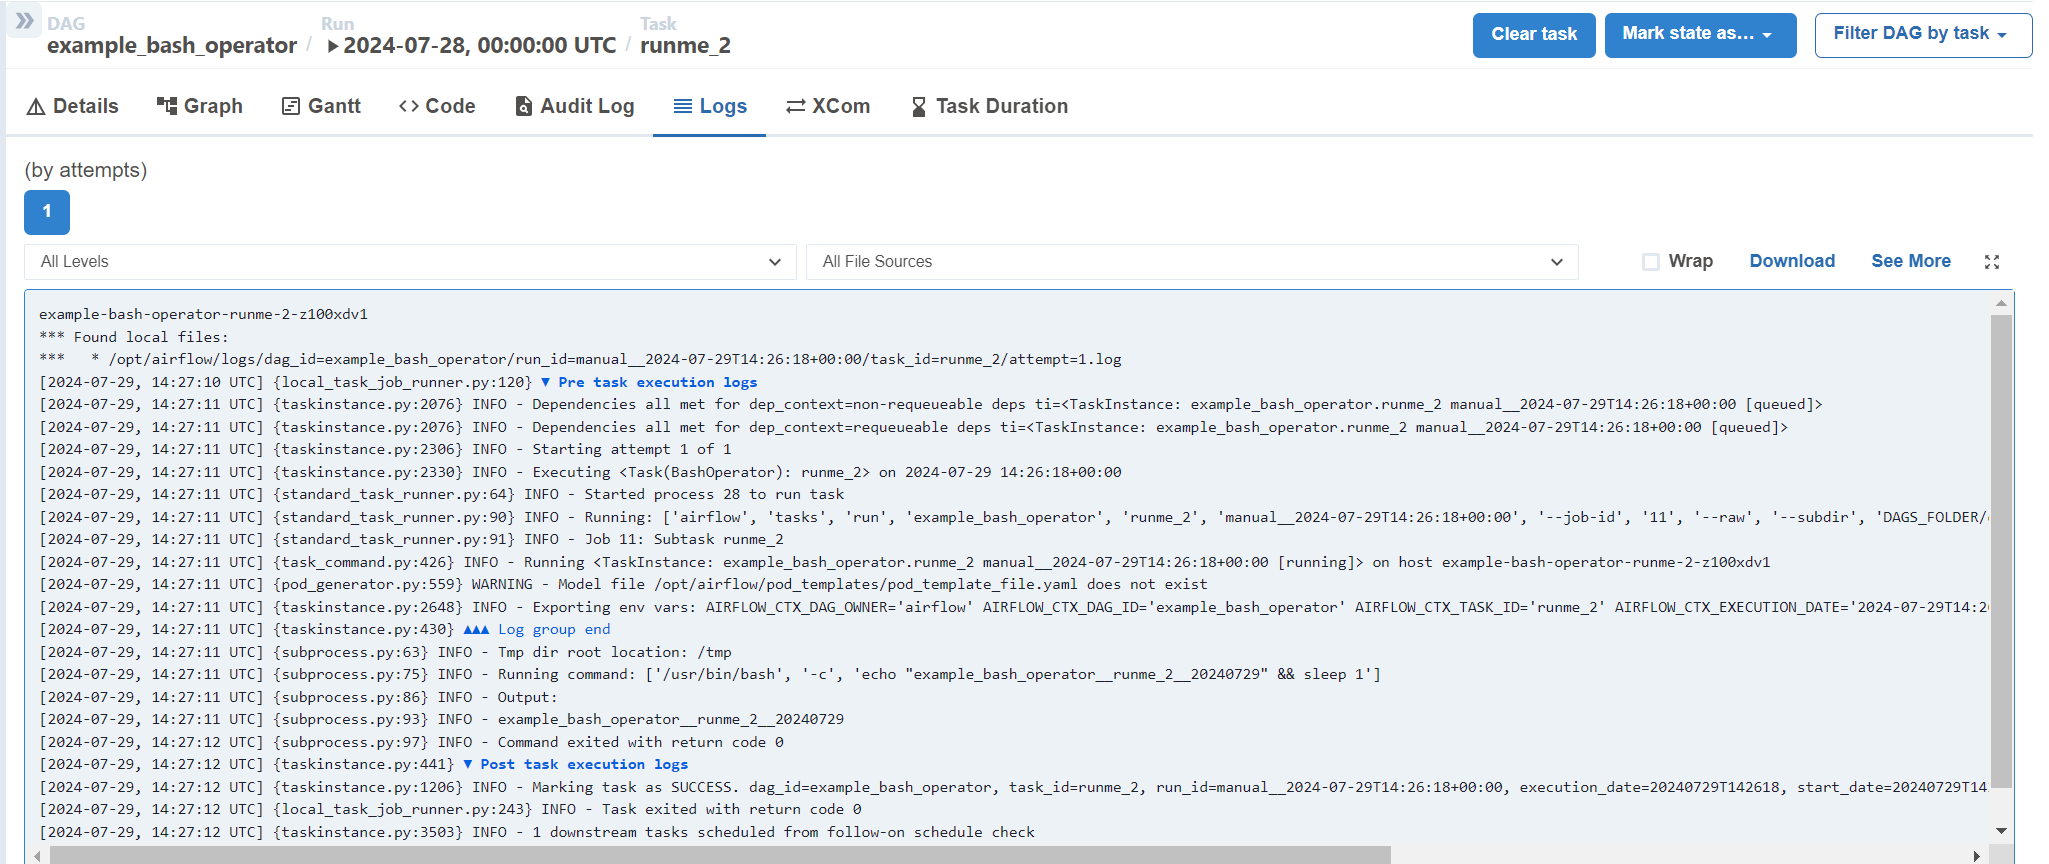 DAG
example_bash_operator
/
Run
2024-07-28, 00:00:00 UTC
/
Task
runme_2
Clear task
Mark state as...
Filter DAG by task
Details
Graph
Gantt
Code
Audit Log
Logs
XCom
Task Duration
(by attempts)
1
All Levels
All File Sources
Wrap
Download
See More
example-bash-operator-runme-2-z100xdv1
*** Found local files:
***   * /opt/airflow/logs/dag_id=example_bash_operator/run_id=manual__2024-07-29T14:26:18+00:00/task_id=runme_2/attempt=1.log
[2024-07-29, 14:27:10 UTC] {local_task_job_runner.py:120} ▼ Pre task execution logs
[2024-07-29, 14:27:11 UTC] {taskinstance.py:2076} INFO - Dependencies all met for dep_context=non-requeueable deps ti=<TaskInstance: example_bash_operator.runme_2 manual__2024-07-29T14:26:18+00:00 [queued]>
[2024-07-29, 14:27:11 UTC] {taskinstance.py:2076} INFO - Dependencies all met for dep_context=requeueable deps ti=<TaskInstance: example_bash_operator.runme_2 manual__2024-07-29T14:26:18+00:00 [queued]>
[2024-07-29, 14:27:11 UTC] {taskinstance.py:2306} INFO - Starting attempt 1 of 1
[2024-07-29, 14:27:11 UTC] {taskinstance.py:2330} INFO - Executing <Task(BashOperator): runme_2> on 2024-07-29 14:26:18+00:00
[2024-07-29, 14:27:11 UTC] {standard_task_runner.py:64} INFO - Started process 28 to run task
[2024-07-29, 14:27:11 UTC] {standard_task_runner.py:90} INFO - Running: ['airflow', 'tasks', 'run', 'example_bash_operator', 'runme_2', 'manual__2024-07-29T14:26:18+00:00', '--job-id', '11', '--raw', '--subdir', 'DAGS_FOLDER/
[2024-07-29, 14:27:11 UTC] {standard_task_runner.py:91} INFO - Job 11: Subtask runme_2
[2024-07-29, 14:27:11 UTC] {task_command.py:426} INFO - Running <TaskInstance: example_bash_operator.runme_2 manual__2024-07-29T14:26:18+00:00 [running]> on host example-bash-operator-runme-2-z100xdv1
[2024-07-29, 14:27:11 UTC] {pod_generator.py:559} WARNING - Model file /opt/airflow/pod_templates/pod_template_file.yaml does not exist
[2024-07-29, 14:27:11 UTC] {taskinstance.py:2648} INFO - Exporting env vars: AIRFLOW_CTX_DAG_OWNER='airflow' AIRFLOW_CTX_DAG_ID='example_bash_operator' AIRFLOW_CTX_TASK_ID='runme_2' AIRFLOW_CTX_EXECUTION_DATE='2024-07-29T14:2
[2024-07-29, 14:27:11 UTC] {taskinstance.py:430} ▲▲▲ Log group end
[2024-07-29, 14:27:11 UTC] {subprocess.py:63} INFO - Tmp dir root location: /tmp
[2024-07-29, 14:27:11 UTC] {subprocess.py:75} INFO - Running command: ['/usr/bin/bash', '-c', 'echo "example_bash_operator__runme_2__20240729" && sleep 1']
[2024-07-29, 14:27:11 UTC] {subprocess.py:86} INFO - Output:
[2024-07-29, 14:27:11 UTC] {subprocess.py:93} INFO - example_bash_operator__runme_2__20240729
[2024-07-29, 14:27:12 UTC] {subprocess.py:97} INFO - Command exited with return code 0
[2024-07-29, 14:27:12 UTC] {taskinstance.py:441} ▼ Post task execution logs
[2024-07-29, 14:27:12 UTC] {taskinstance.py:1206} INFO - Marking task as SUCCESS. dag_id=example_bash_operator, task_id=runme_2, run_id=manual__2024-07-29T14:26:18+00:00, execution_date=20240729T142618, start_date=20240729T14
[2024-07-29, 14:27:12 UTC] {local_task_job_runner.py:243} INFO - Task exited with return code 0
[2024-07-29, 14:27:12 UTC] {taskinstance.py:3503} INFO - 1 downstream tasks scheduled from follow-on schedule check